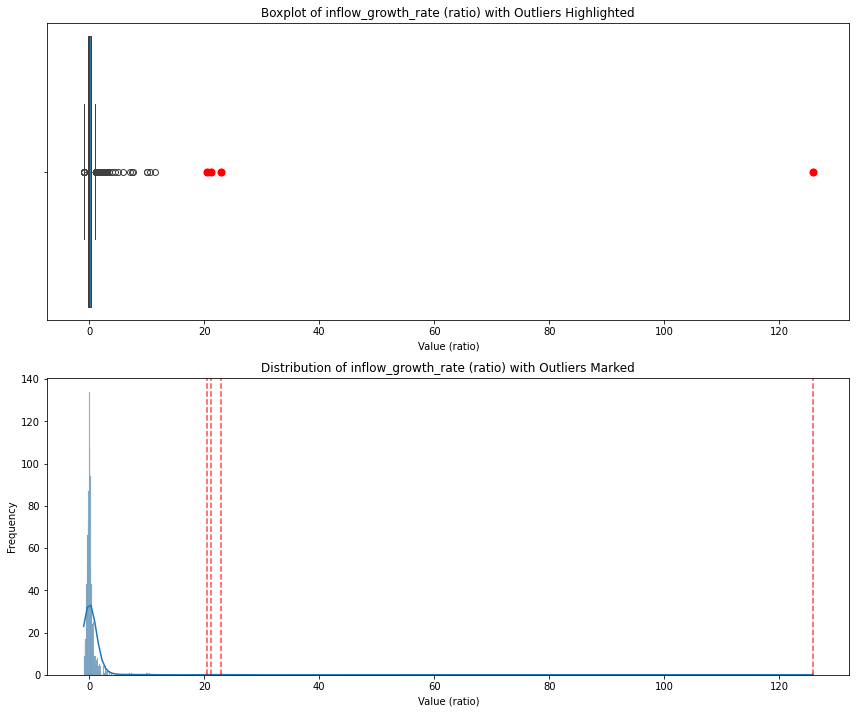 Boxplot of inflow_growth_rate (ratio) with Outliers Highlighted
0 20 40 60 80 100 120
Value (ratio)
Distribution of inflow_growth_rate (ratio) with Outliers Marked
140
120
100
80
60
40
20
0
Frequency
0 20 40 60 80 100 120
Value (ratio)